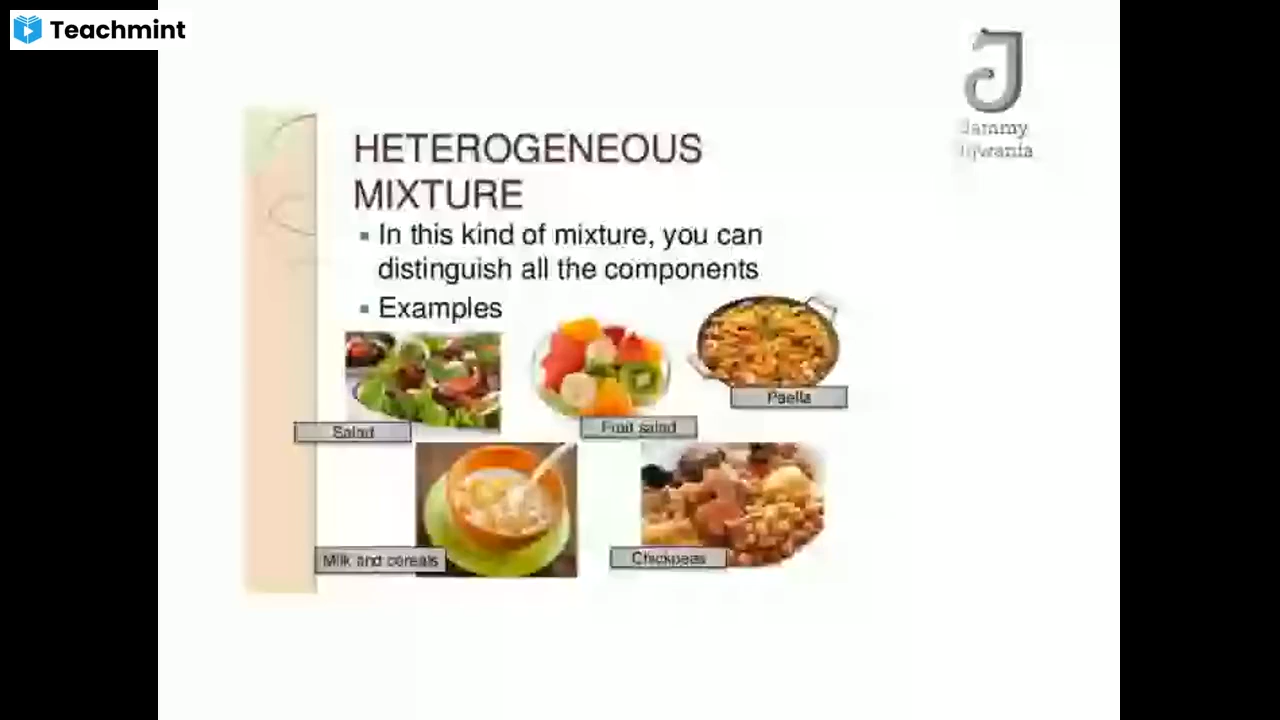 Teachmint
HETEROGENEOUS
MIXTURE
In this kind of mixture, you can
distinguish all the components
Examples
Paella
Fruit salad
Salad
Milk and cereals
Chickpeas